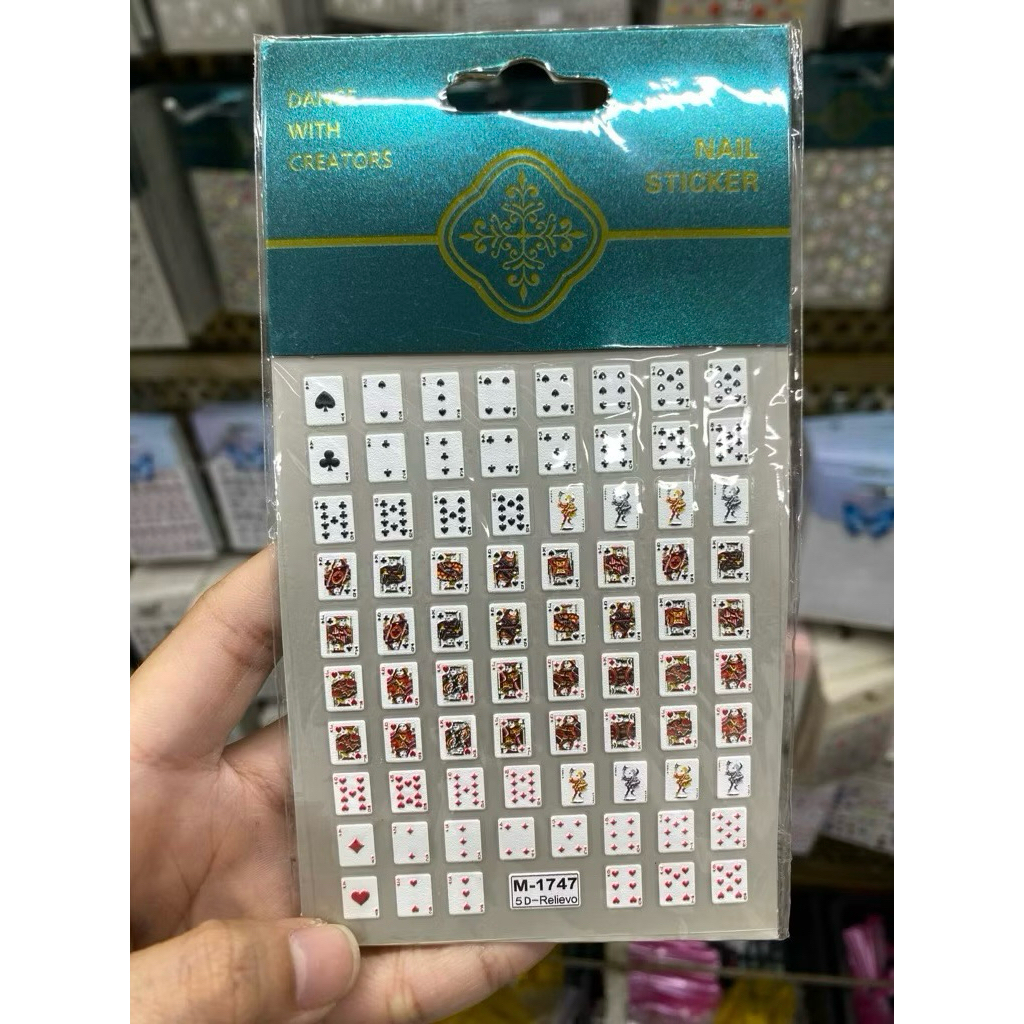 DANCE
WITH
CREATORS
NAIL
STICKER
M-1747
5D-Relievo